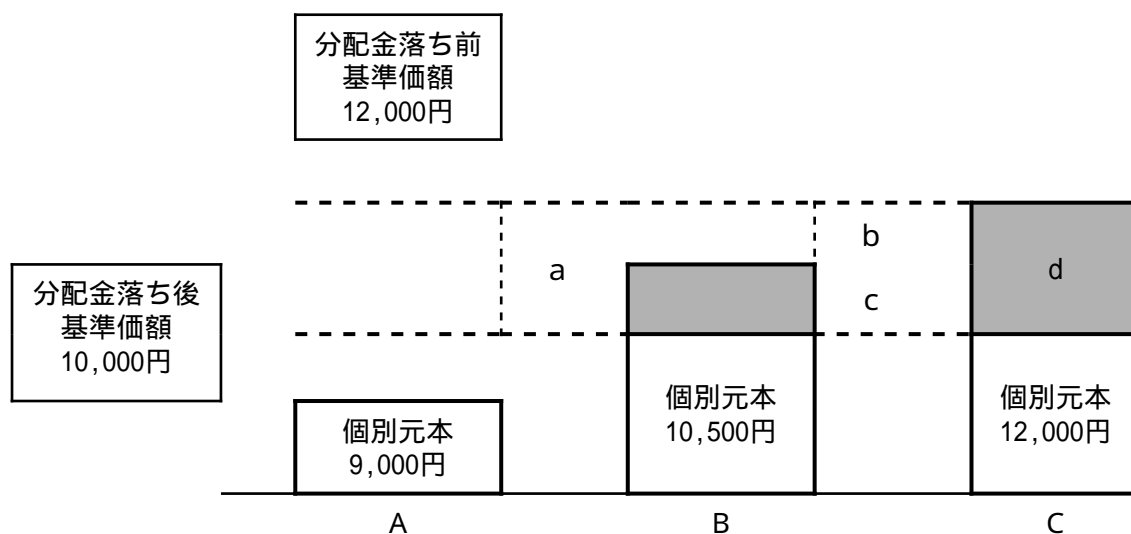 分配金落ち前
基準価額
12,000円
分配金落ち後
基準価額
10,000円
a
b
c
d
個別元本
9,000円
個別元本
10,500円
個別元本
12,000円
A
B
C